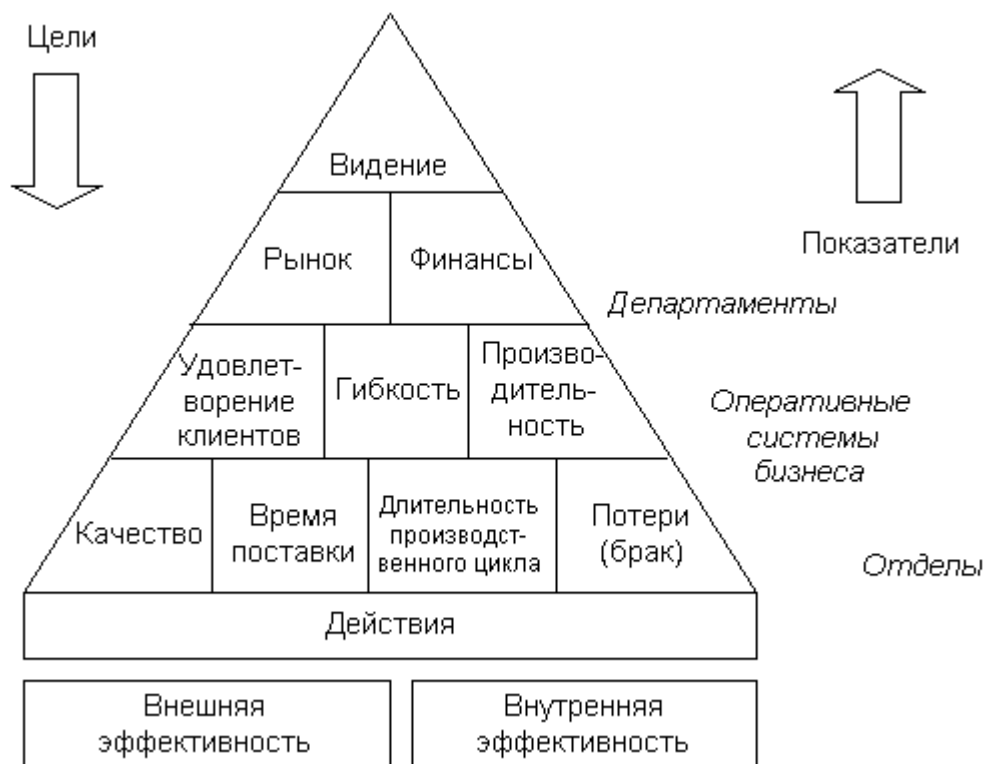 Цели
Видение
Рынок
Финансы
Показатели
Департаменты
Удовлет-
ворение
клиентов
Гибкость
Произво-
дитель-
ность
Оперативные
системы
бизнеса
Качество
Время
поставки
Длительность
производст-
венного цикла
Потери
(брак)
Отделы
Действия
Внешняя
эффективность
Внутренняя
эффективность